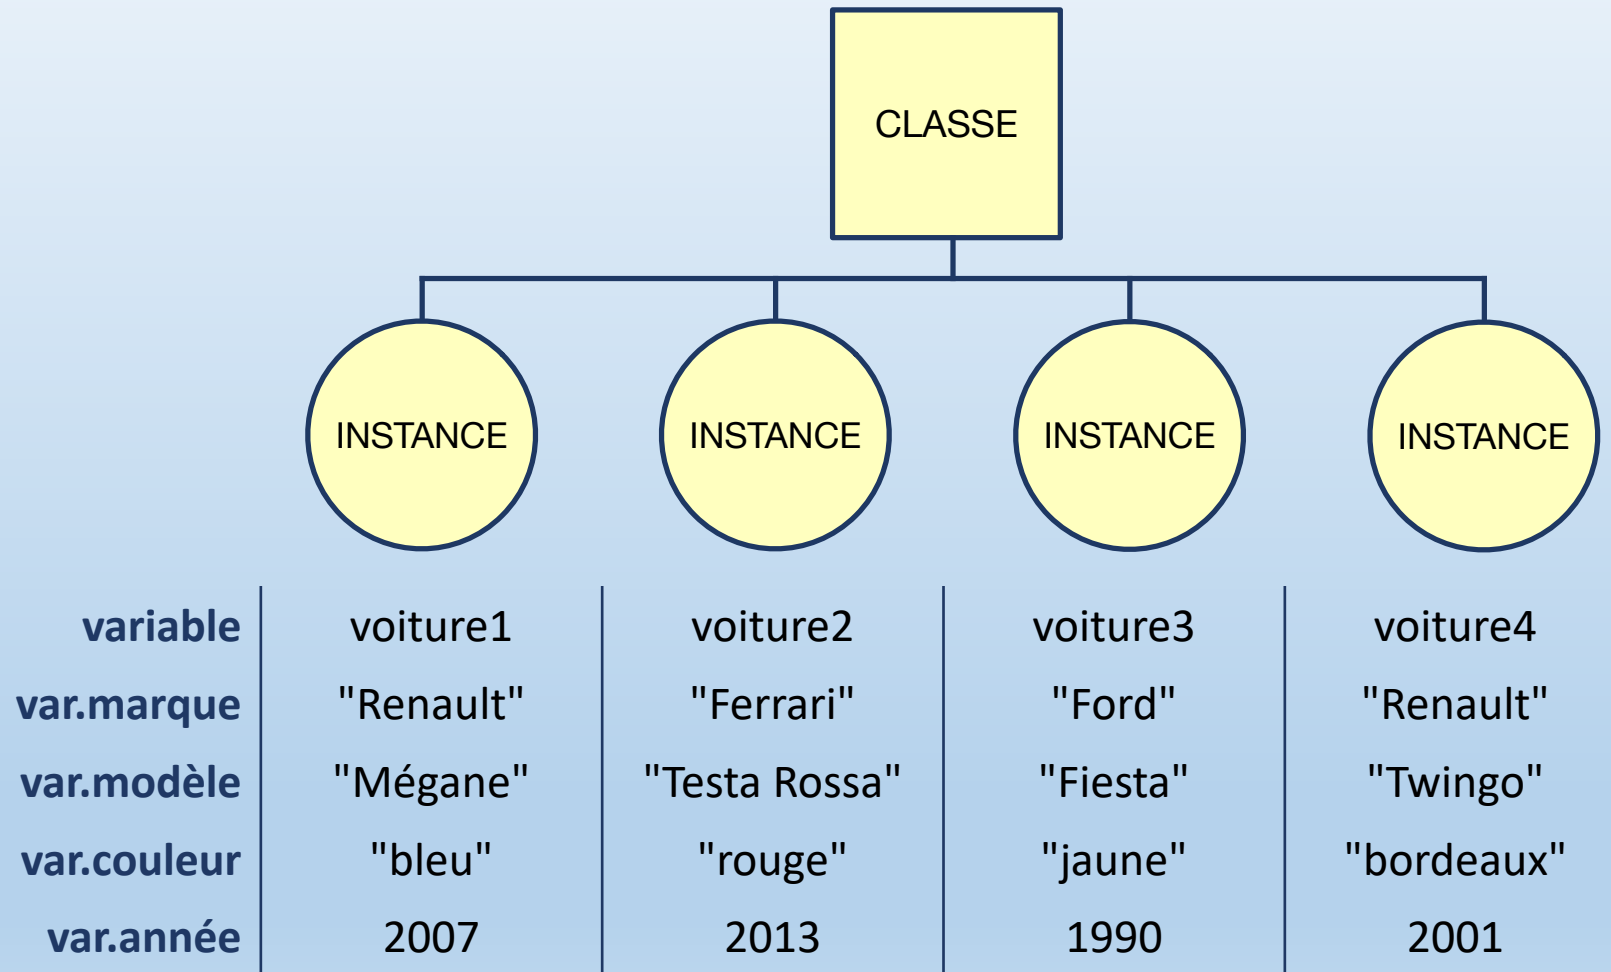 CLASSE
INSTANCE INSTANCE INSTANCE INSTANCE
variable voiture1 voiture2 voiture3 voiture4
var.marque "Renault" "Ferrari" "Ford" "Renault"
var.modèle "Mégane" "Testa Rossa" "Fiesta" "Twingo"
var.couleur "bleu" "rouge" "jaune" "bordeaux"
var.année 2007 2013 1990 2001